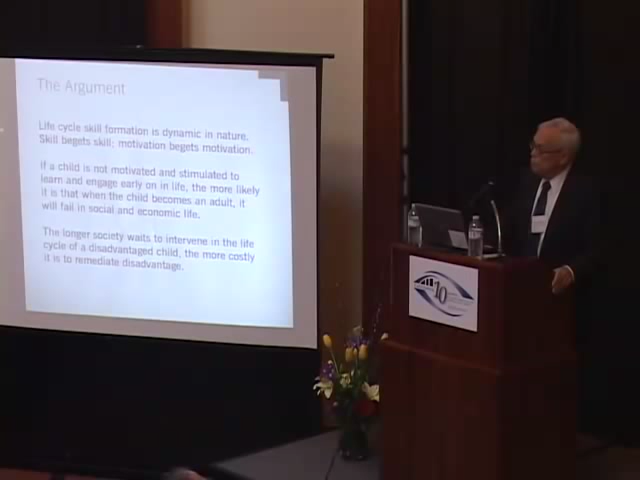 The Argument
Life cycle skill formation is dynamic in nature.
Skill begets skill; motivation begets motivation.
If a child is not motivated and stimulated to
learn and engage early on in life, the more likely
it is that when the child becomes an adult, it
will fail in social and economic life.
The longer society waits to intervene in the life
cycle of a disadvantaged child, the more costly
it is to remediate disadvantage.
10